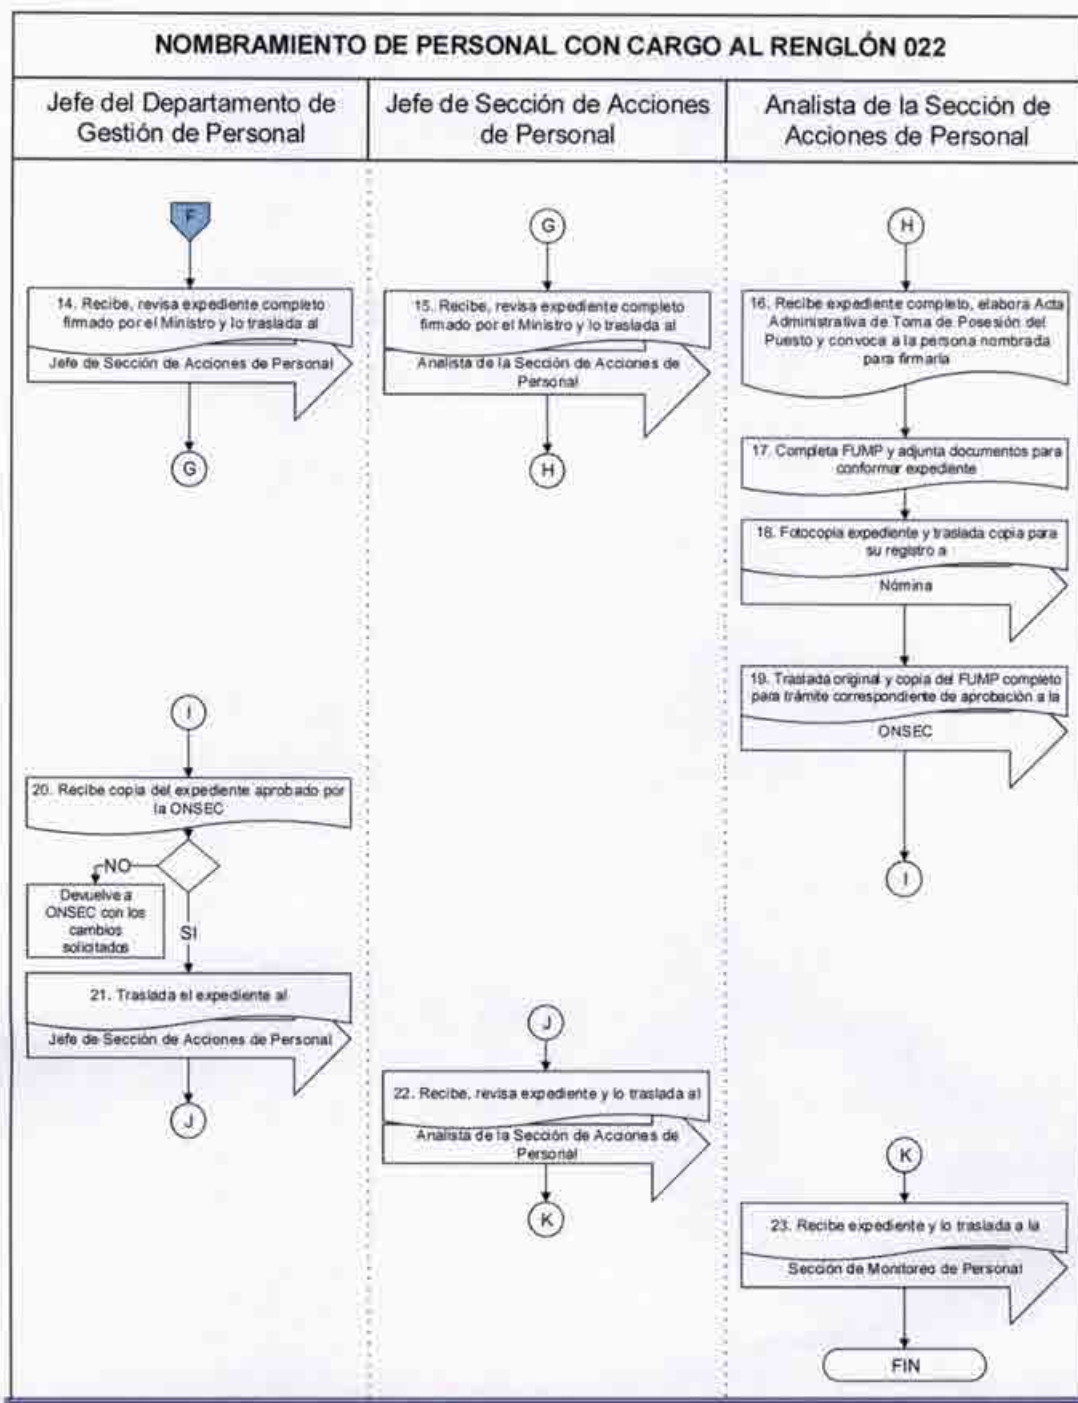 NOMBRAMIENTO DE PERSONAL CON CARGO AL RENGLÓN 022
Jefe del Departamento de
Gestión de Personal
Jefe de Sección de Acciones
de Personal
Analista de la Sección de
Acciones de Personal
F
14. Recibe, revisa expediente completo
firmado por el Ministro y lo traslada al
Jefe de Sección de Acciones de Personal
G
I
20. Recibe copia del expediente aprobado por
la ONSEC
NO
Devuelve a
ONSEC con los
cambios
solicitados
SI
21. Traslada el expediente al
Jefe de Sección de Acciones de Personal
J
G
15. Recibe, revisa expediente completo
firmado por el Ministro y lo traslada al
Analista de la Sección de Acciones de
Personal
H
J
22. Recibe, revisa expediente y lo traslada al
Analista de la Sección de Acciones de
Personal
K
H
16. Recibe expediente completo, elabora Acta
Administrativa de Toma de Posesión del
Puesto y convoca a la persona nombrada
para firmarla
17. Completa FUMP y adjunta documentos para
conformar expediente
18. Fotocopia expediente y traslada copia para
su registro a
Nómina
19. Traslada original y copia del FUMP completo
para trámite correspondiente de aprobación a la
ONSEC
I
K
23. Recibe expediente y lo traslada a la
Sección de Monitoreo de Personal
FIN